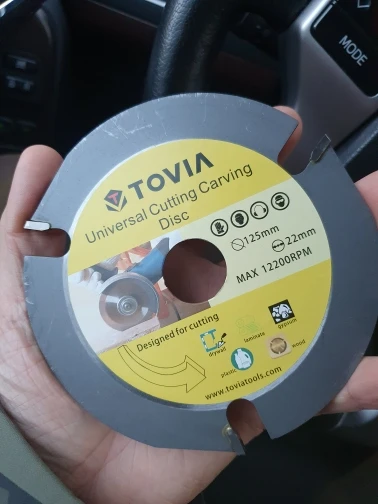 MODE
TOVIA
Universal Cutting Carving
Disc
125mm
22mm
MAX 12200RPM
Designed for cutting
drywall
laminate
gypsum
plastic
wood
www.toviatools.com